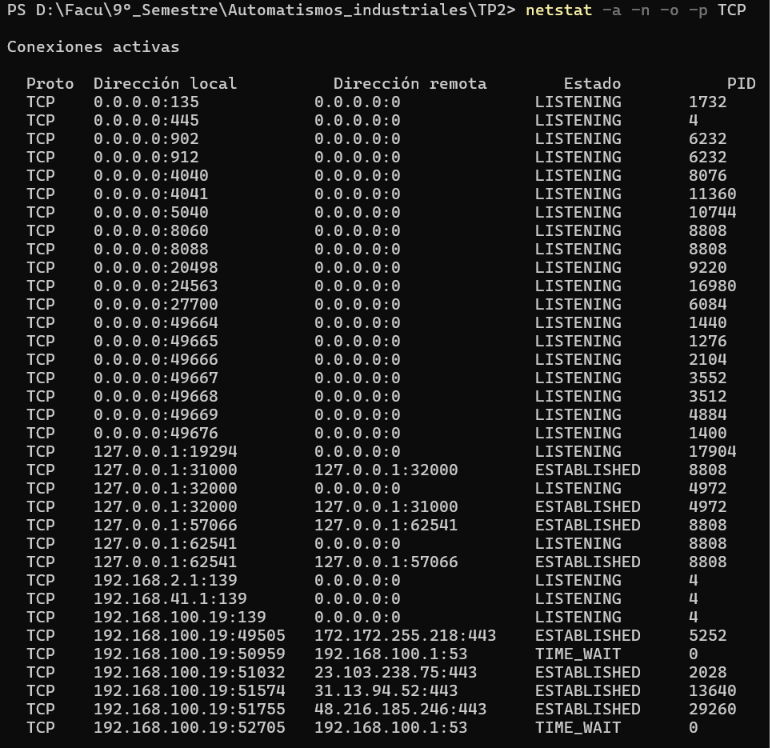 PS D:\Facu\9°_Semestre\Automatismos_industriales\TP2> netstat -a -n -o -p TCP
Conexiones activas
Proto  Dirección local          Dirección remota        Estado           PID
TCP    0.0.0.0:135            0.0.0.0:0              LISTENING       1732
TCP    0.0.0.0:445            0.0.0.0:0              LISTENING       4
TCP    0.0.0.0:902            0.0.0.0:0              LISTENING       6232
TCP    0.0.0.0:912            0.0.0.0:0              LISTENING       6232
TCP    0.0.0.0:4040           0.0.0.0:0              LISTENING       8076
TCP    0.0.0.0:4041           0.0.0.0:0              LISTENING       11360
TCP    0.0.0.0:5040           0.0.0.0:0              LISTENING       10744
TCP    0.0.0.0:8060           0.0.0.0:0              LISTENING       8808
TCP    0.0.0.0:8088           0.0.0.0:0              LISTENING       8808
TCP    0.0.0.0:20498          0.0.0.0:0              LISTENING       9220
TCP    0.0.0.0:24563          0.0.0.0:0              LISTENING       16980
TCP    0.0.0.0:27700          0.0.0.0:0              LISTENING       6084
TCP    0.0.0.0:49664          0.0.0.0:0              LISTENING       1440
TCP    0.0.0.0:49665          0.0.0.0:0              LISTENING       1276
TCP    0.0.0.0:49666          0.0.0.0:0              LISTENING       2104
TCP    0.0.0.0:49667          0.0.0.0:0              LISTENING       3552
TCP    0.0.0.0:49668          0.0.0.0:0              LISTENING       3512
TCP    0.0.0.0:49669          0.0.0.0:0              LISTENING       4884
TCP    0.0.0.0:49676          0.0.0.0:0              LISTENING       1400
TCP    127.0.0.1:19294        0.0.0.0:0              LISTENING       17904
TCP    127.0.0.1:31000        127.0.0.1:32000        ESTABLISHED     8808
TCP    127.0.0.1:32000        0.0.0.0:0              LISTENING       4972
TCP    127.0.0.1:32000        127.0.0.1:31000        ESTABLISHED     4972
TCP    127.0.0.1:57066        127.0.0.1:62541        ESTABLISHED     8808
TCP    127.0.0.1:62541        0.0.0.0:0              LISTENING       8808
TCP    127.0.0.1:62541        127.0.0.1:57066        ESTABLISHED     8808
TCP    192.168.2.1:139        0.0.0.0:0              LISTENING       4
TCP    192.168.41.1:139       0.0.0.0:0              LISTENING       4
TCP    192.168.100.19:139     0.0.0.0:0              LISTENING       4
TCP    192.168.100.19:49505   172.172.255.218:443    ESTABLISHED     5252
TCP    192.168.100.19:50959   192.168.100.1:53       TIME_WAIT       0
TCP    192.168.100.19:51032   23.103.238.75:443      ESTABLISHED     2028
TCP    192.168.100.19:51574   31.13.94.52:443        ESTABLISHED     13640
TCP    192.168.100.19:51755   48.216.185.246:443     ESTABLISHED     29260
TCP    192.168.100.19:52705   192.168.100.1:53       TIME_WAIT       0